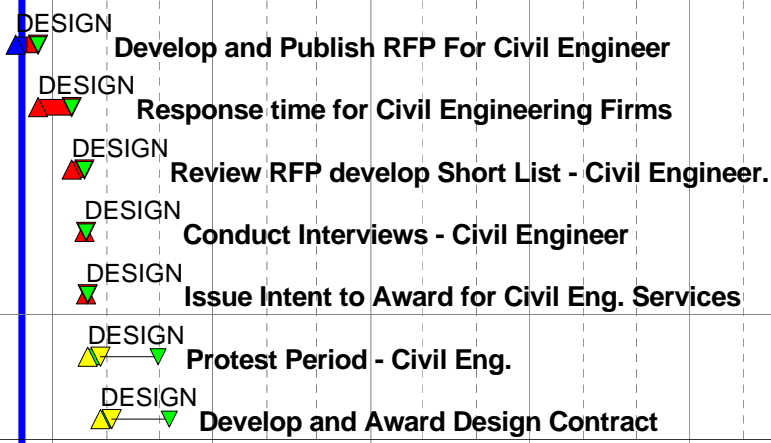 DESIGN
Develop and Publish RFP For Civil Engineer
DESIGN
Response time for Civil Engineering Firms
DESIGN
Review RFP develop Short List - Civil Engineer.
DESIGN
Conduct Interviews - Civil Engineer
DESIGN
Issue Intent to Award for Civil Eng. Services
DESIGN
Protest Period - Civil Eng.
DESIGN
Develop and Award Design Contract